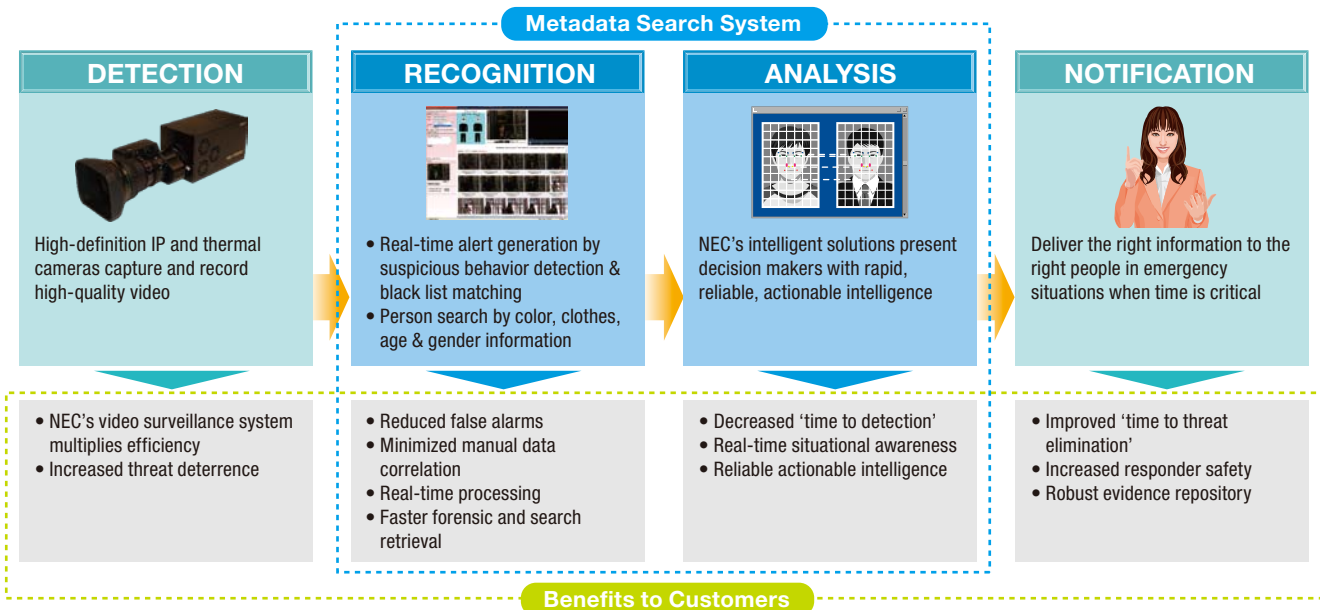 Metadata Search System
DETECTION
High-definition IP and thermal
cameras capture and record
high-quality video
RECOGNITION
• Real-time alert generation by
suspicious behavior detection &
black list matching
• Person search by color, clothes,
age & gender information
ANALYSIS
NEC's intelligent solutions present
decision makers with rapid,
reliable, actionable intelligence
NOTIFICATION
Deliver the right information to the
right people in emergency
situations when time is critical
• NEC's video surveillance system
multiplies efficiency
• Increased threat deterrence
• Reduced false alarms
• Minimized manual data
correlation
• Real-time processing
• Faster forensic and search
retrieval
• Decreased ‘time to detection’
• Real-time situational awareness
• Reliable actionable intelligence
• Improved ‘time to threat
elimination’
• Increased responder safety
• Robust evidence repository
Benefits to Customers